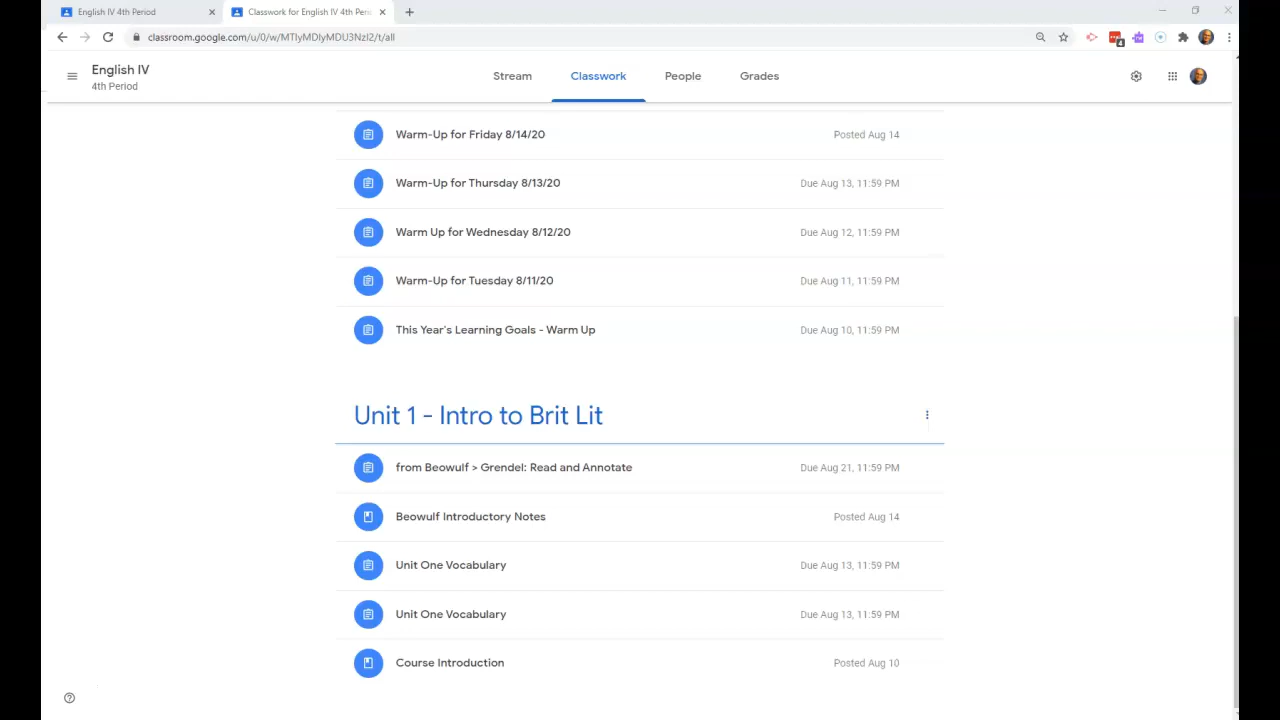 English IV 4th Period
Classwork for English IV 4th Peri
classroom.google.com/u/0/w/MTIyMDIyMDU3NzI2/t/all
4
English IV
4th Period
Stream
Classwork
People
Grades
Warm-Up for Friday 8/14/20
Posted Aug 14
Warm-Up for Thursday 8/13/20
Due Aug 13, 11:59 PM
Warm Up for Wednesday 8/12/20
Due Aug 12, 11:59 PM
Warm-Up for Tuesday 8/11/20
Due Aug 11, 11:59 PM
This Year's Learning Goals - Warm Up
Due Aug 10, 11:59 PM
Unit 1 - Intro to Brit Lit
from Beowulf > Grendel: Read and Annotate
Due Aug 21, 11:59 PM
Beowulf Introductory Notes
Posted Aug 14
Unit One Vocabulary
Due Aug 13, 11:59 PM
Unit One Vocabulary
Due Aug 13, 11:59 PM
Course Introduction
Posted Aug 10